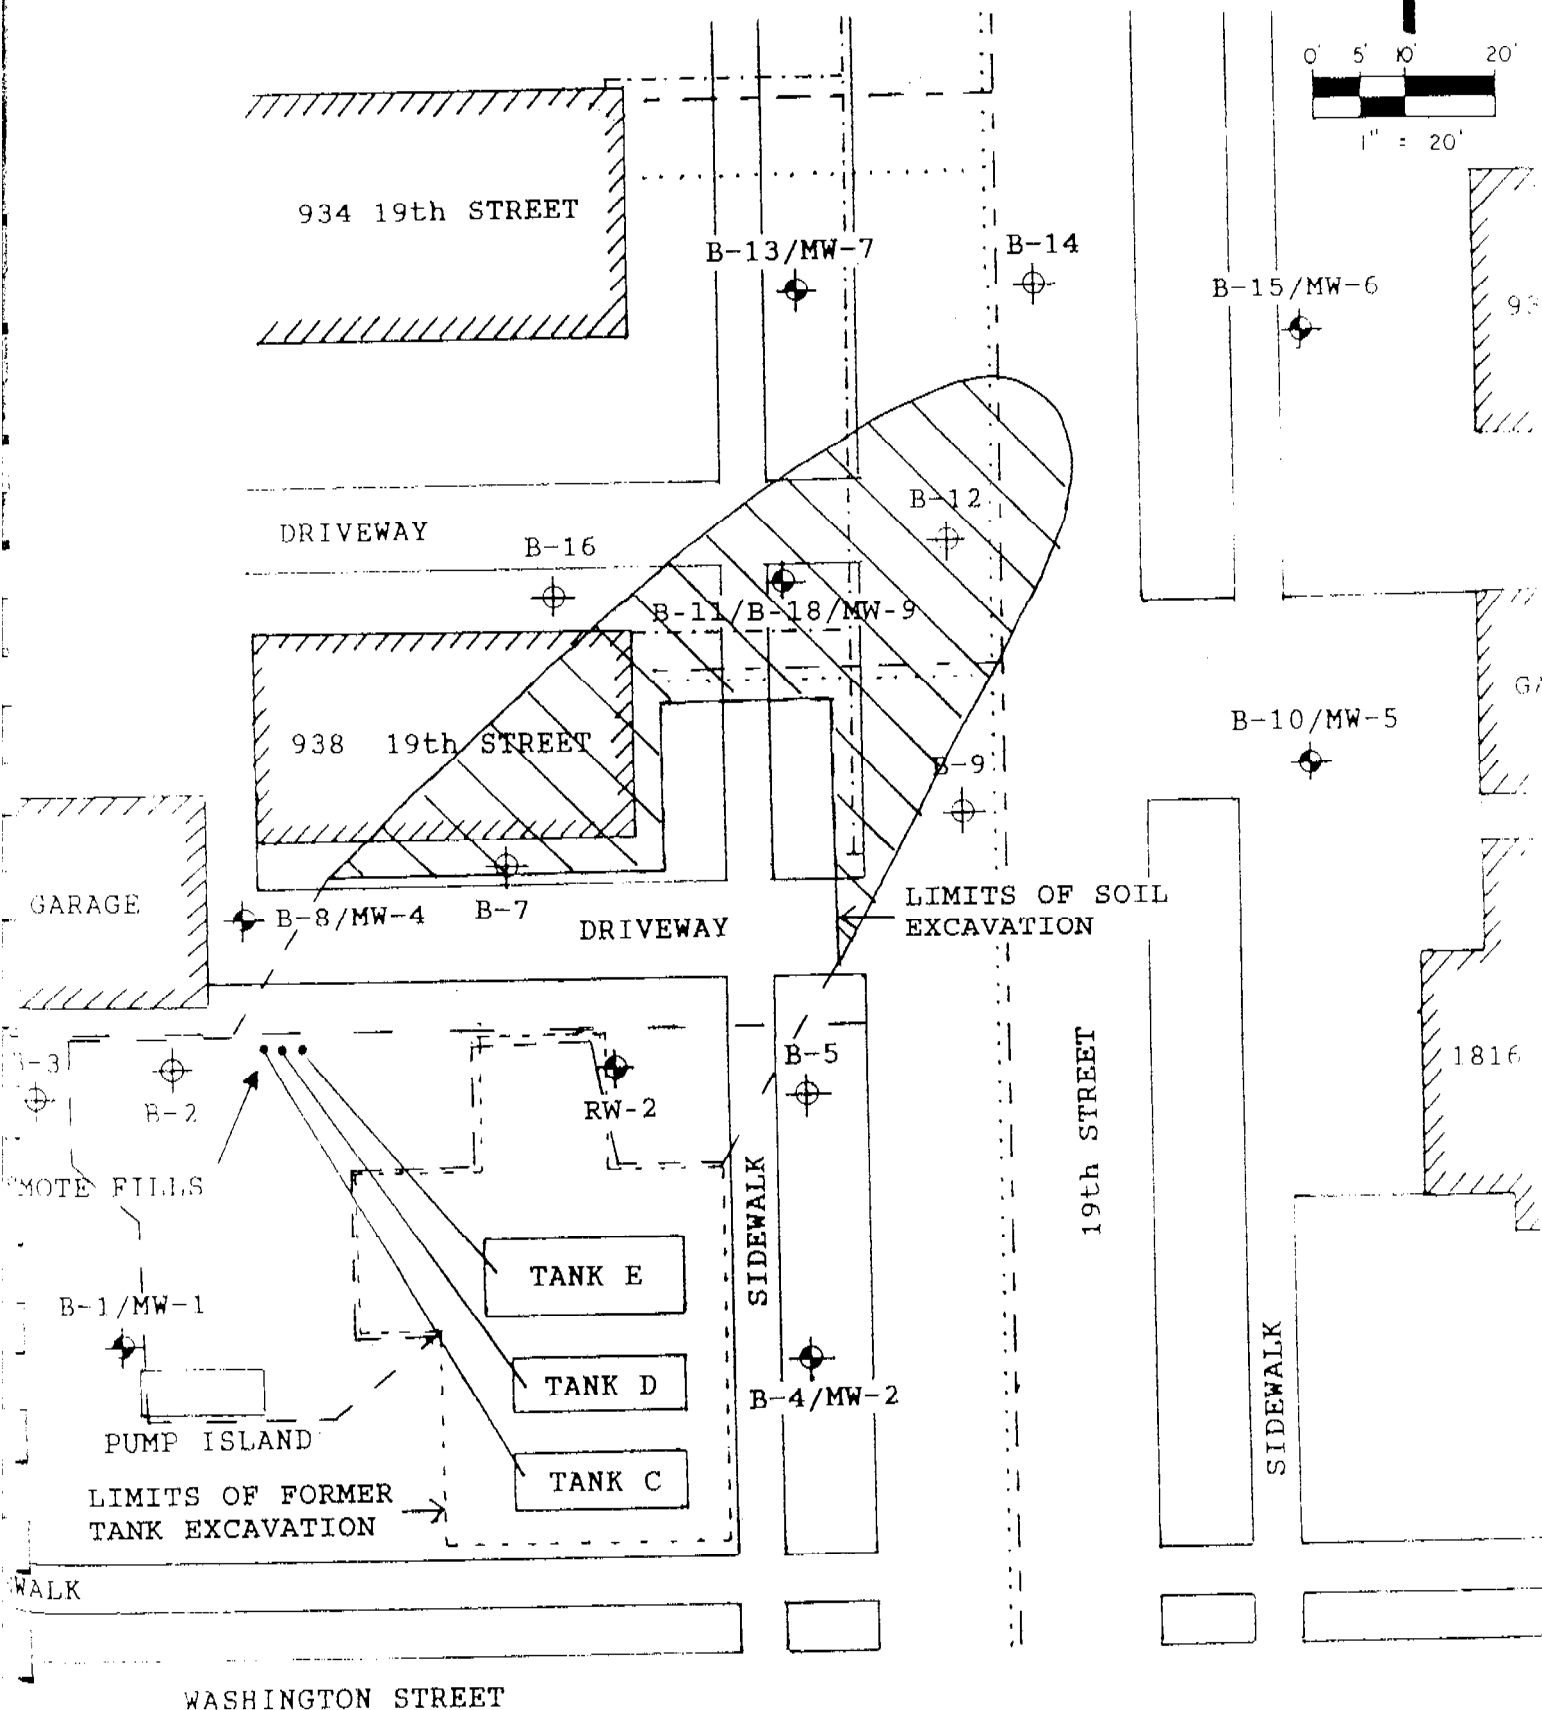 0' 5' 10' 20'
1" = 20'
934 19th STREET
B-13/MW-7
B-14
B-15/MW-6
93
B-12
DRIVEWAY
B-16
B-11/B-18/MW-9
938 19th STREET
B-9
B-10/MW-5
GA
GARAGE
B-8/MW-4
B-7
DRIVEWAY
LIMITS OF SOIL
EXCAVATION
B-3
B-2
RW-2
B-5
1816
19th STREET
MOTE FILLS
SIDEWALK
TANK E
B-1/MW-1
TANK D
B-4/MW-2
SIDEWALK
PUMP ISLAND
TANK C
LIMITS OF FORMER
TANK EXCAVATION
WALK
WASHINGTON STREET